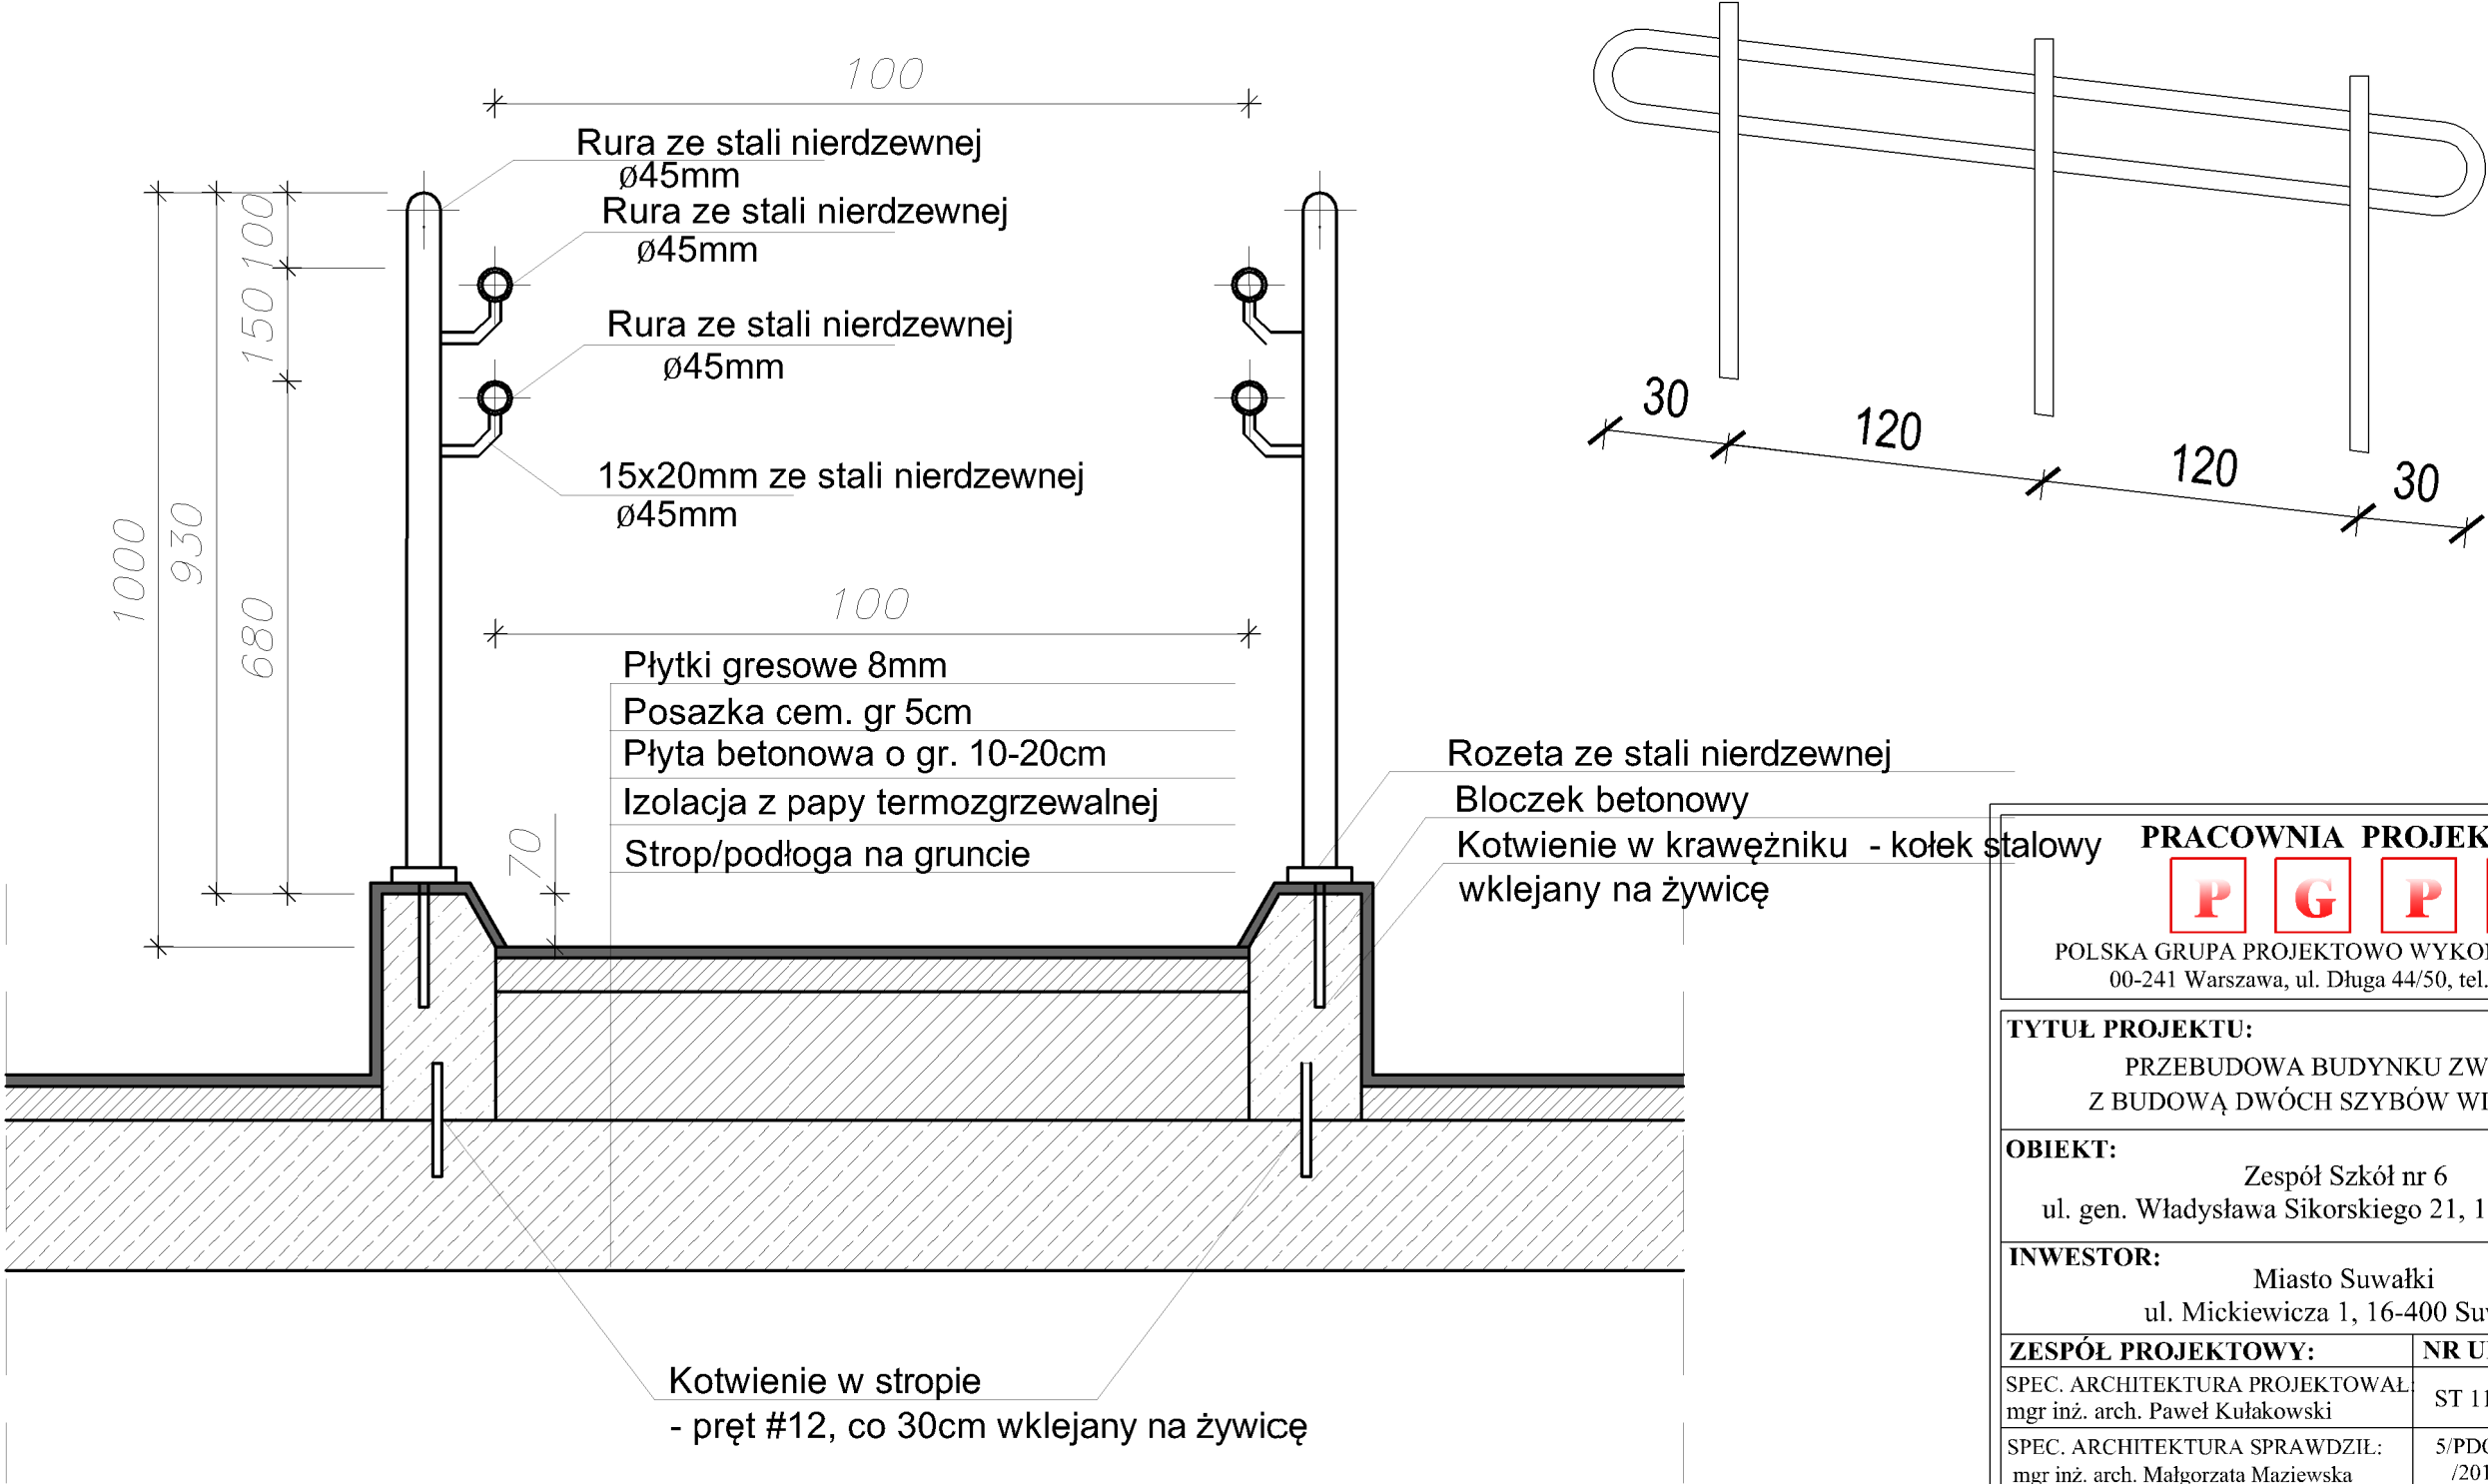 100
Rura ze stali nierdzewnej
ø45mm
Rura ze stali nierdzewnej
ø45mm
Rura ze stali nierdzewnej
ø45mm
15x20mm ze stali nierdzewnej
ø45mm
1000
930
100
150
680
100
70
Płytki gresowe 8mm
Posazka cem. gr 5cm
Płyta betonowa o gr. 10-20cm
Izolacja z papy termozgrzewalnej
Strop/podłoga na gruncie
Rozeta ze stali nierdzewnej
Bloczek betonowy
Kotwienie w krawężniku - kołek stalowy
wklejany na żywicę
Kotwienie w stropie
- pręt #12, co 30cm wklejany na żywicę
30
120
120
30
PRACOWNIA PROJEK
P G P
POLSKA GRUPA PROJEKTOWO WYKO
00-241 Warszawa, ul. Długa 44/50, tel.
TYTUŁ PROJEKTU:
PRZEBUDOWA BUDYNKU ZW
Z BUDOWĄ DWÓCH SZYBÓW WI
OBIEKT:
Zespół Szkół nr 6
ul. gen. Władysława Sikorskiego 21, 1
INWESTOR:
Miasto Suwałki
ul. Mickiewicza 1, 16-400 Su
ZESPÓŁ PROJEKTOWY:
NR U
SPEC. ARCHITEKTURA PROJEKTOWAŁ:
mgr inż. arch. Paweł Kułakowski
ST 11
SPEC. ARCHITEKTURA SPRAWDZIŁ:
mgr inż. arch. Małgorzata Maziewska
5/PD
/201